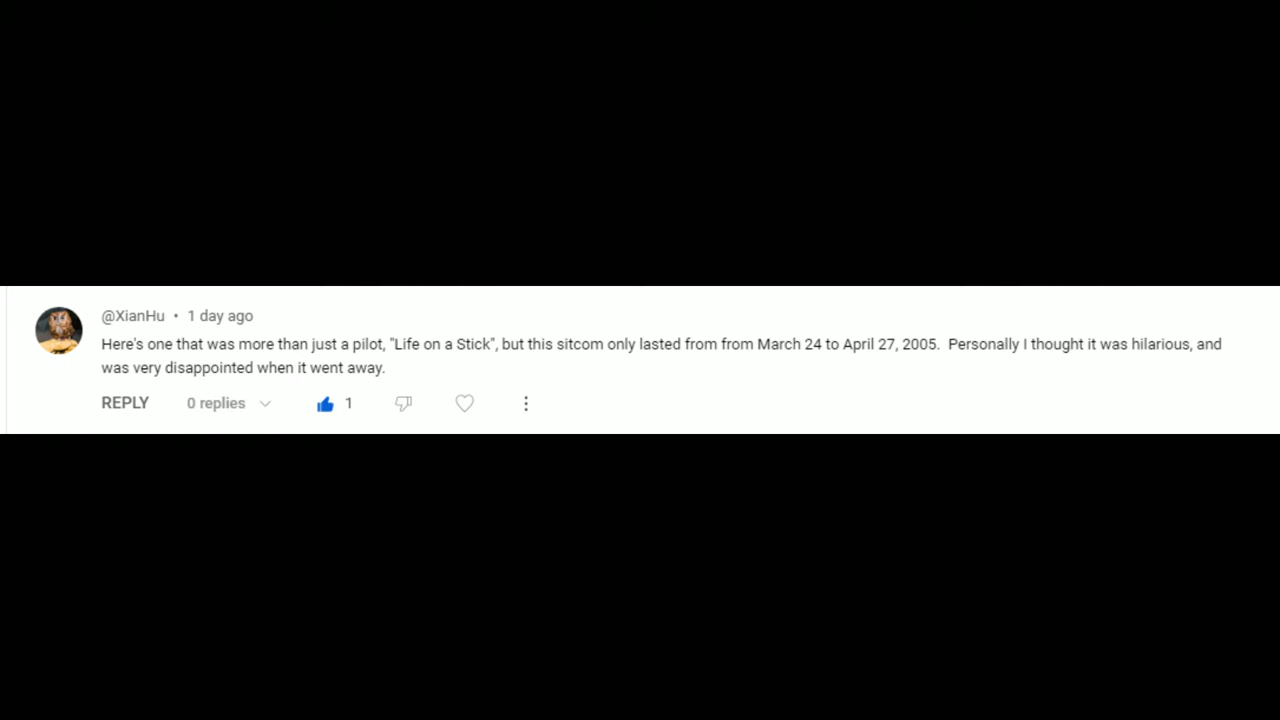 @XianHu • 1 day ago
Here's one that was more than just a pilot, "Life on a Stick", but this sitcom only lasted from from March 24 to April 27, 2005.  Personally I thought it was hilarious, and
was very disappointed when it went away.
REPLY 0 replies 1